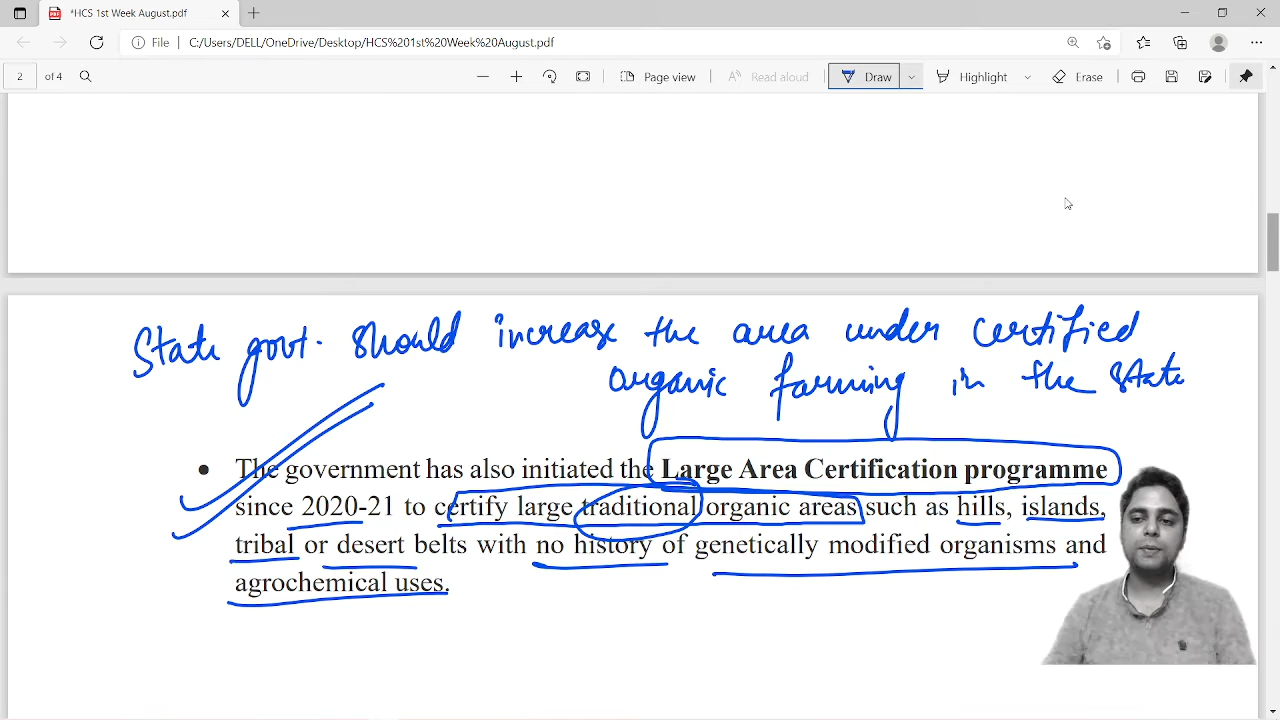 *HCS 1st Week August.pdf
File C:/Users/DELL/OneDrive/Desktop/HCS%201st%20Week%20August.pdf
2 of 4 Page view Read aloud Draw Highlight Erase
State govt. should increase the area under certified
organic farming in the state
• The government has also initiated the Large Area Certification programme
since 2020-21 to certify large traditional organic areas such as hills, islands,
tribal or desert belts with no history of genetically modified organisms and
agrochemical uses.